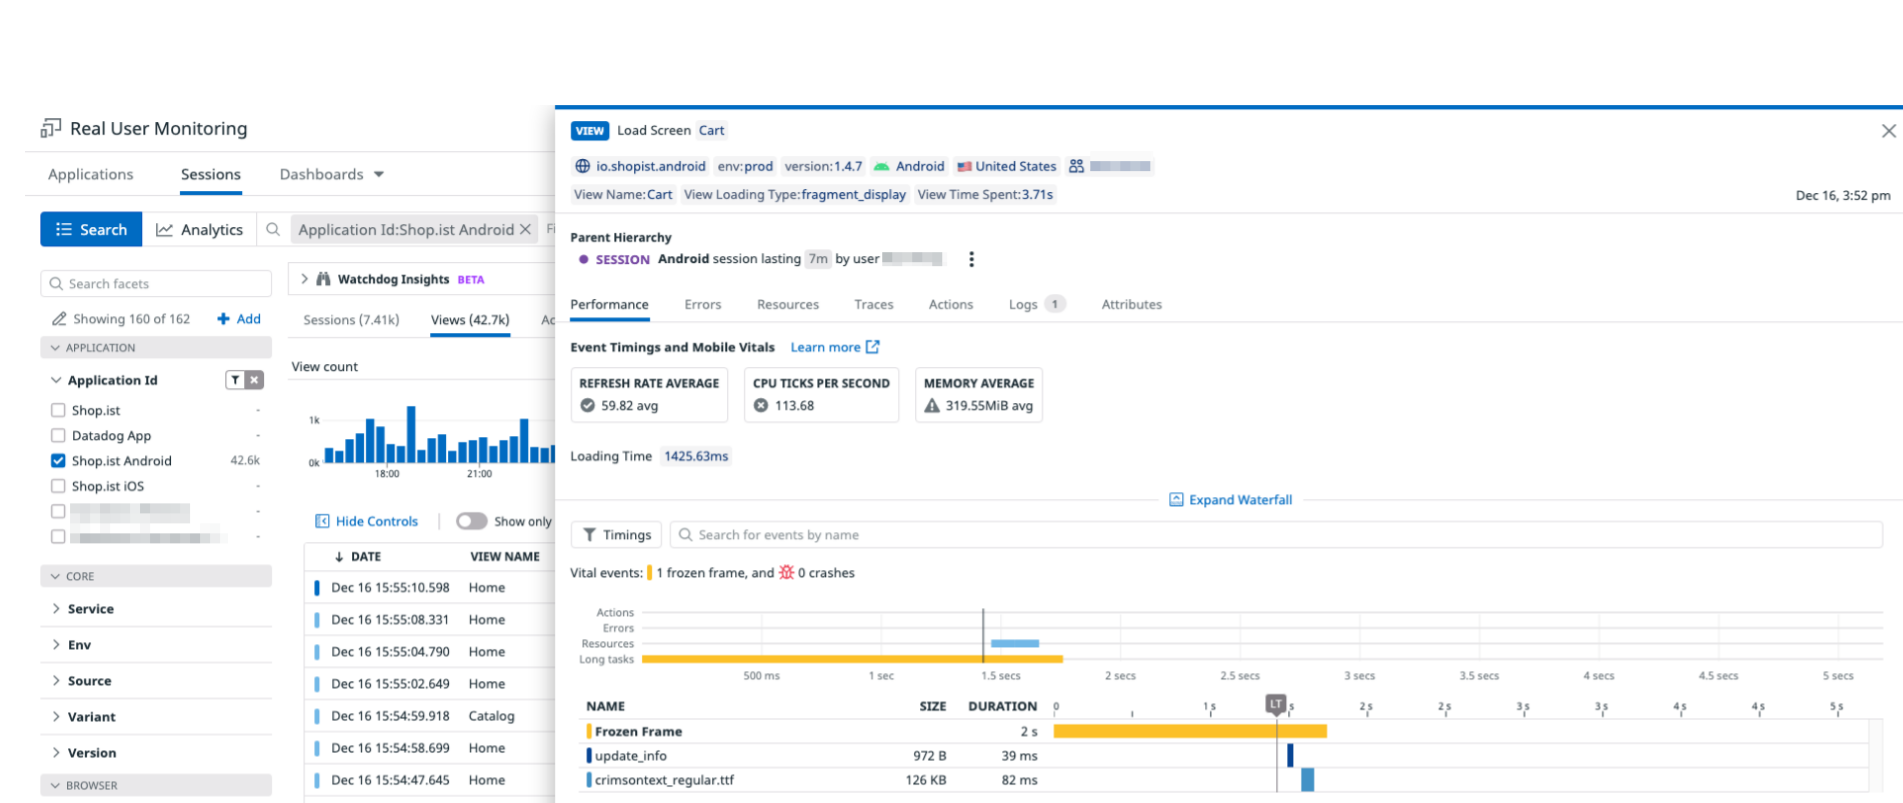 Real User Monitoring
Applications Sessions Dashboards
Search Analytics Application Id:Shop.ist Android
Search facets
Showing 160 of 162 Add
APPLICATION
Application Id
Shop.ist -
Datadog App -
Shop.ist Android 42.6k
Shop.ist iOS -
-
-
CORE
Service
Env
Source
Variant
Version
BROWSER
Watchdog Insights BETA
Sessions (7.41k) Views (42.7k)
View count
1k
0k
18:00 21:00
Hide Controls Show only
DATE VIEW NAME
Dec 16 15:55:10.598 Home
Dec 16 15:55:08.331 Home
Dec 16 15:55:04.790 Home
Dec 16 15:55:02.649 Home
Dec 16 15:54:59.918 Catalog
Dec 16 15:54:58.699 Home
Dec 16 15:54:47.645 Home
VIEW Load Screen Cart
io.shopist.android env:prod version:1.4.7 Android United States
View Name:Cart View Loading Type:fragment_display View Time Spent:3.71s
Dec 16, 3:52 pm
Parent Hierarchy
SESSION Android session lasting 7m by user
Performance Errors Resources Traces Actions Logs 1 Attributes
Event Timings and Mobile Vitals Learn more
REFRESH RATE AVERAGE
59.82 avg
CPU TICKS PER SECOND
113.68
MEMORY AVERAGE
319.55MiB avg
Loading Time 1425.63ms
Expand Waterfall
Timings Search for events by name
Vital events: 1 frozen frame, and 0 crashes
Actions
Errors
Resources
Long tasks
500 ms 1 sec 1.5 secs 2 secs 2.5 secs 3 secs 3.5 secs 4 secs 4.5 secs 5 secs
NAME SIZE DURATION 0 1 s LT s 2 s 2 s 3 s 3 s 4 s 4 s 5 s
Frozen Frame 2 s
update_info 972 B 39 ms
crimsontext_regular.ttf 126 KB 82 ms